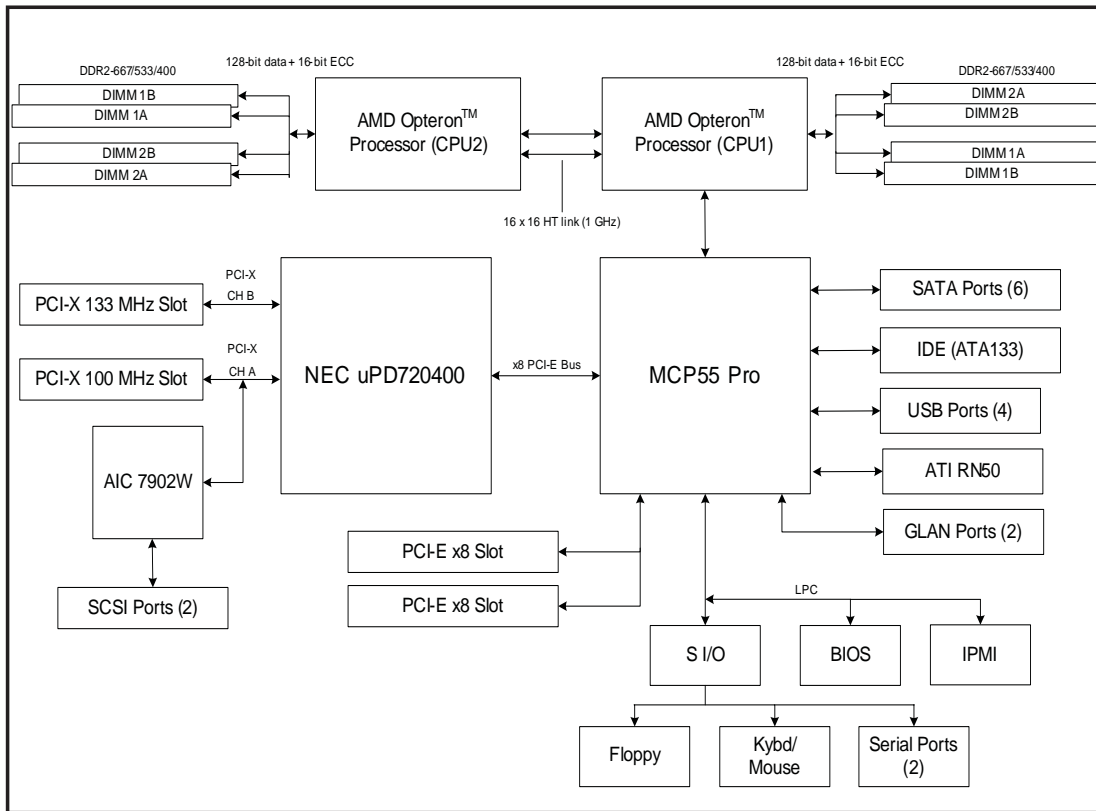 DDR2-667/533/400
128-bit data + 16-bit ECC
128-bit data + 16-bit ECC
DDR2-667/533/400
DIMM 1B
DIMM 1A
DIMM 2B
DIMM 2A
AMD Opteron™
Processor (CPU2)
AMD Opteron™
Processor (CPU1)
DIMM 2A
DIMM 2B
DIMM 1A
DIMM 1B
16 x 16 HT link (1 GHz)
PCI-X 133 MHz Slot
PCI-X
CH B
PCI-X 100 MHz Slot
PCI-X
CH A
NEC uPD720400
x8 PCI-E Bus
MCP55 Pro
SATA Ports (6)
IDE (ATA133)
USB Ports (4)
ATI RN50
GLAN Ports (2)
AIC 7902W
SCSI Ports (2)
PCI-E x8 Slot
PCI-E x8 Slot
LPC
S I/O
BIOS
IPMI
Floppy
Kybd/
Mouse
Serial Ports
(2)